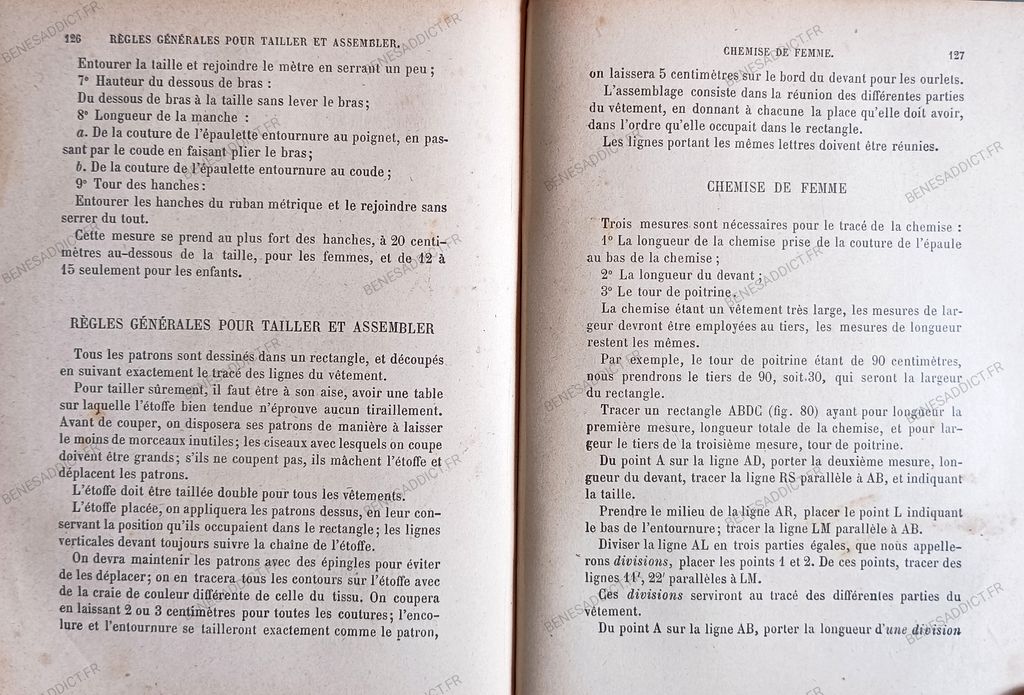 126 RÈGLES GÉNÉRALES POUR TAILLER ET ASSEMBLER.
Entourer la taille et rejoindre le mètre en serrant un peu ;
7° Hauteur du dessous de bras :
Du dessous de bras à la taille sans lever le bras ;
8° Longueur de la manche :
a. De la couture de l'épaulette entournure au poignet, en pas-
sant par le coude en faisant plier le bras ;
b. De la couture de l'épaulette entournure au coude ;
9° Tour des hanches :
Entourer les hanches du ruban métrique et le rejoindre sans
serrer du tout.
Cette mesure se prend au plus fort des hanches, à 20 centi-
mètres au-dessous de la taille, pour les femmes, et de 12 à
15 seulement pour les enfants.
RÈGLES GÉNÉRALES POUR TAILLER ET ASSEMBLER
Tous les patrons sont dessinés dans un rectangle, et découpés
en suivant exactement le tracé des lignes du vêtement.
Pour tailler sûrement, il faut être à son aise, avoir une table
sur laquelle l'étoffe bien tendue n'éprouve aucun tiraillement.
Avant de couper, on disposera ses patrons de manière à laisser
le moins de morceaux inutiles ; les ciseaux avec lesquels on coupe
doivent être grands ; s'ils ne coupent pas, ils mâchent l'étoffe et
déplacent les patrons.
L'étoffe doit être taillée double pour tous les vêtements.
L'étoffe placée, on appliquera les patrons dessus, en leur con-
servant la position qu'ils occupaient dans le rectangle ; les lignes
verticales devant toujours suivre la chaîne de l'étoffe.
On devra maintenir les patrons avec des épingles pour éviter
de les déplacer ; on en tracera tous les contours sur l'étoffe avec
de la craie de couleur différente de celle du tissu. On coupera
en laissant 2 ou 3 centimètres pour toutes les coutures ; l'enco-
lure et l'entournure se tailleront exactement comme le patron,
CHEMISE DE FEMME. 127
on laissera 5 centimètres sur le bord du devant pour les ourlets.
L'assemblage consiste dans la réunion des différentes parties
du vêtement, en donnant à chacune la place qu'elle doit avoir,
dans l'ordre qu'elle occupait dans le rectangle.
Les lignes portant les mêmes lettres doivent être réunies.
CHEMISE DE FEMME
Trois mesures sont nécessaires pour le tracé de la chemise :
1° La longueur de la chemise prise de la couture de l'épaule
au bas de la chemise ;
2° La longueur du devant ;
3° Le tour de poitrine.
La chemise étant un vêtement très large, les mesures de lar-
geur devront être employées au tiers, les mesures de longueur
restent les mêmes.
Par exemple, le tour de poitrine étant de 90 centimètres,
nous prendrons le tiers de 90, soit 30, qui seront la largeur
du rectangle.
Tracer un rectangle ABDC (fig. 80) ayant pour longueur la
première mesure, longueur totale de la chemise, et pour lar-
geur le tiers de la troisième mesure, tour de poitrine.
Du point A sur la ligne AD, porter la deuxième mesure, lon-
gueur du devant, tracer la ligne RS parallèle à AB, et indiquant
la taille.
Prendre le milieu de la ligne AR, placer le point L indiquant
le bas de l'entournure ; tracer la ligne LM parallèle à AB.
Diviser la ligne AL en trois parties égales, que nous appelle-
rons divisions, placer les points 1 et 2. De ces points, tracer des
lignes 11', 22' parallèles à LM.
Ces divisions serviront au tracé des différentes parties du
vêtement.
Du point A sur la ligne AB, porter la longueur d'une division
BENESADDICT.FR